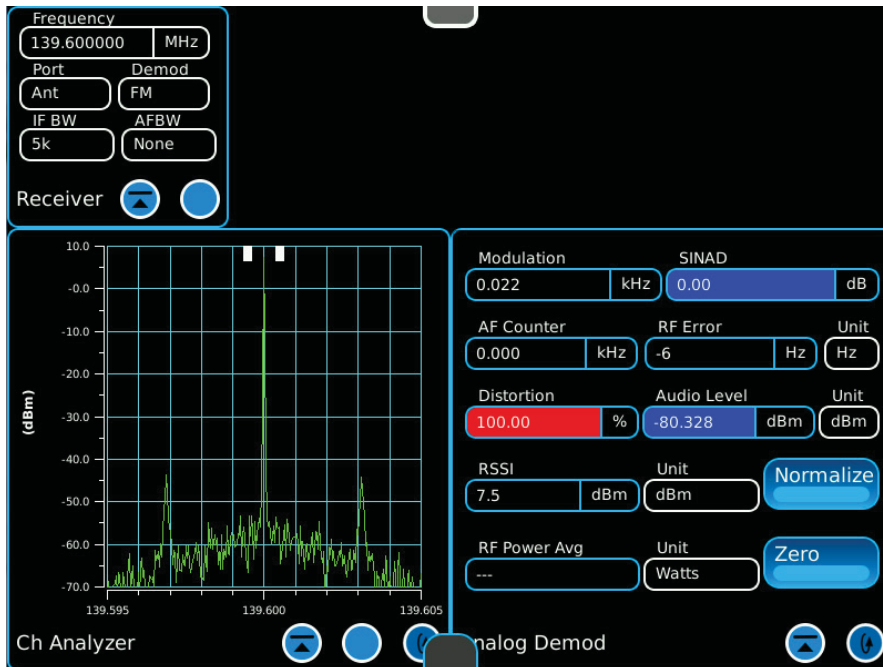 Frequency
139.600000 MHz
Port Demod
Ant FM
IF BW AFBW
5k None
Receiver
10.0
-0.0
-10.0
-20.0
-30.0
-40.0
-50.0
-60.0
-70.0
(dBm)
139.595 139.600 139.605
Ch Analyzer
Modulation SINAD
0.022 kHz 0.00 dB
AF Counter RF Error Unit
0.000 kHz -6 Hz Hz
Distortion Audio Level Unit
100.00 % -80.328 dBm dBm
RSSI Unit
7.5 dBm dBm Normalize
RF Power Avg Unit
--- Watts Zero
nalog Demod